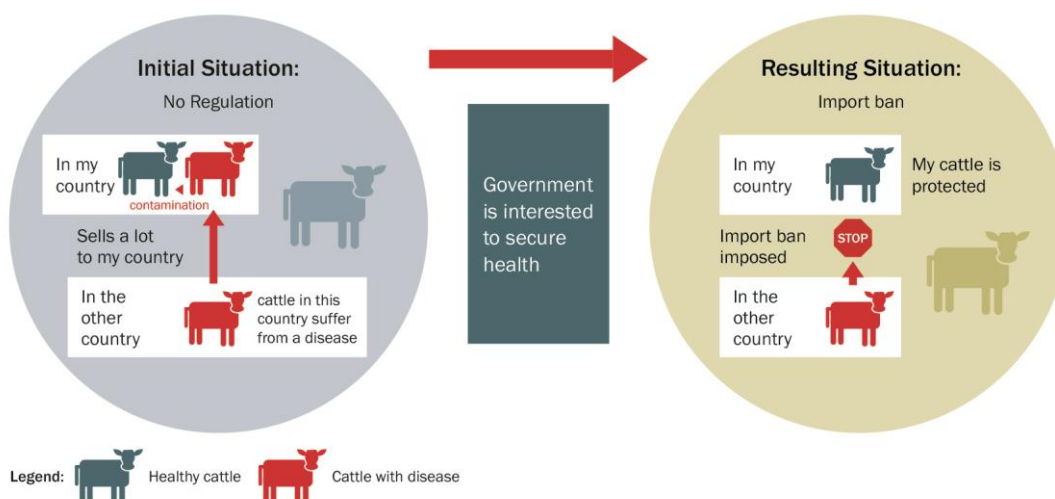 Initial Situation:
No Regulation
In my
country
contamination
Sells a lot
to my country
In the
other
country
cattle in this
country suffer
from a disease
Government
is interested
to secure
health
Resulting Situation:
Import ban
In my
country
My cattle is
protected
Import ban
imposed
STOP
In the
other
country
Legend:
Healthy cattle
Cattle with disease